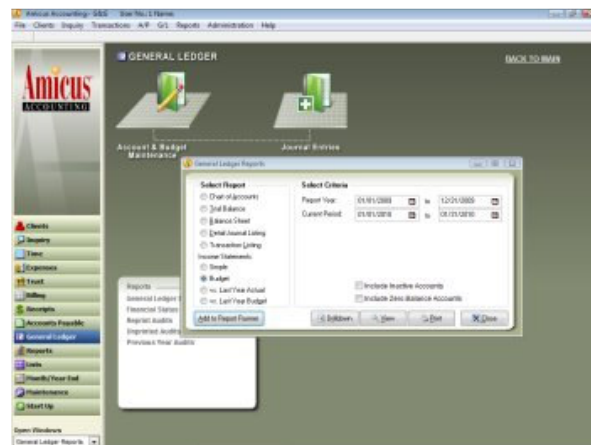 Amicus Accounting - 
File Clients Inquiry Transactions A/P G/L Reports Administration Help
GENERAL LEDGER
BACK TO MAIN
Amicus
ACCOUNTING
Account & Budget
Maintenance
Journal Entries
General Ledger Reports
Select Report
Chart of Accounts
Trial Balance
Balance Sheet
Detail Journal Listing
Transaction Listing
Income Statements:
Simple
Budget
vs. Last Year Actual
vs. Last Year Budget
Select Criteria
Report Year: 01/01/2009 to 12/31/2009
Current Period: 01/01/2010 to 01/31/2010
Include Inactive Accounts
Include Zero Balance Accounts
Add to Report Runner
Drilldown
View
Print
Close
Clients
Inquiry
Time
Expenses
Trust
Billing
Receipts
Accounts Payable
General Ledger
Reports
Lists
Month/Year End
Maintenance
Start Up
Reports
General Ledger
Financial Status
Reprint Audits
Unprinted Audits
Previous Year Audits
Open Windows
General Ledger Reports